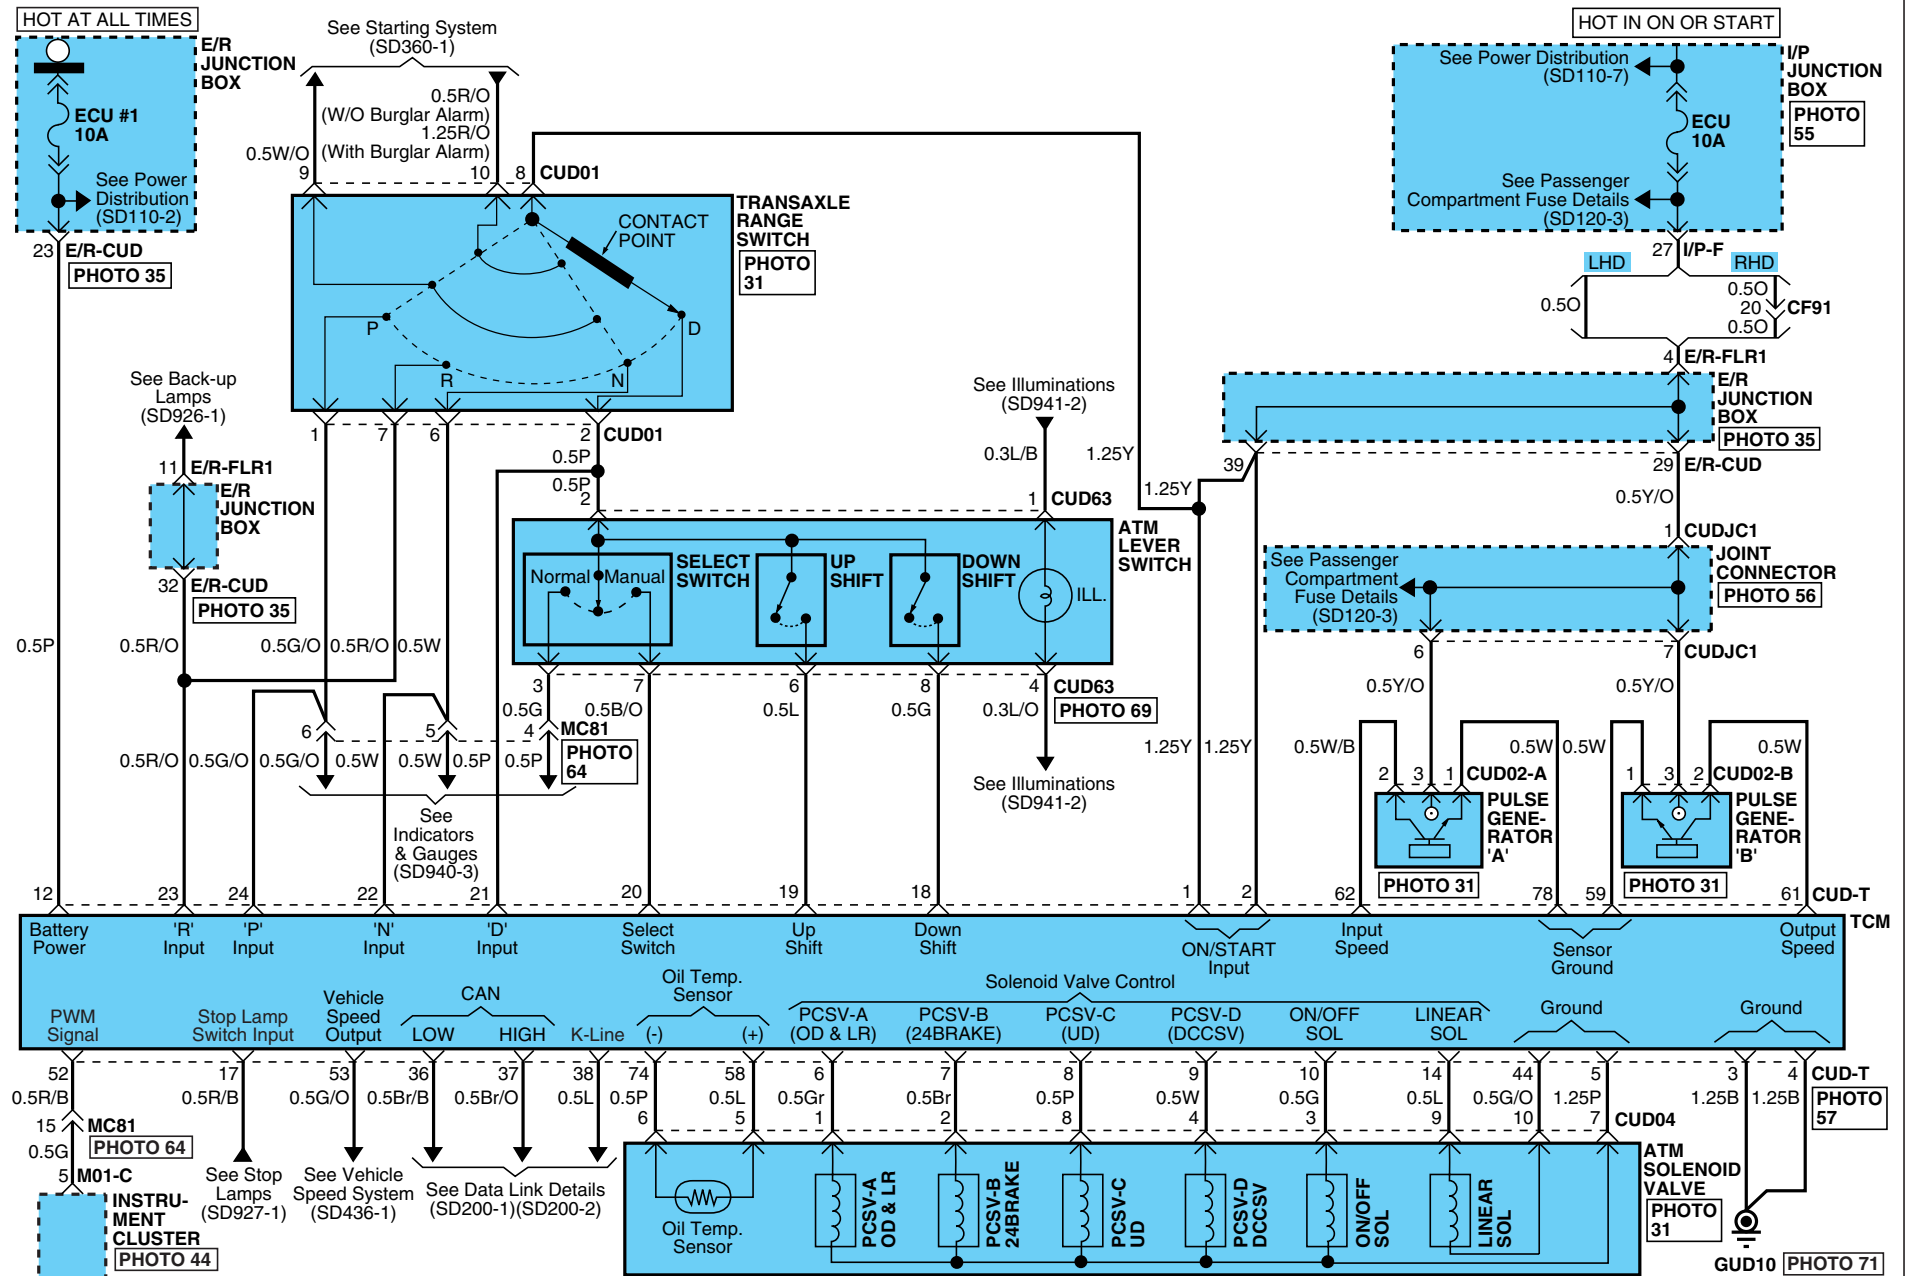 HOT AT ALL TIMES
E/R
JUNCTION
BOX
ECU #1
10A
See Power
Distribution
(SD110-2)
23
E/R-CUD
PHOTO 35
See Starting System
(SD360-1)
0.5R/O
(W/O Burglar Alarm)
1.25R/O
(With Burglar Alarm)
0.5W/O
9
10
8
CUD01
TRANSAXLE
RANGE
SWITCH
PHOTO
31
CONTACT
POINT
P
R
N
D
1
7
6
2
CUD01
0.5P
0.5P
2
HOT IN ON OR START
See Power Distribution
(SD110-7)
I/P
JUNCTION
BOX
PHOTO
55
ECU
10A
See Passenger
Compartment Fuse Details
(SD120-3)
27
I/P-F
LHD
RHD
0.5O
0.5O
20
CF91
0.5O
4
E/R-FLR1
E/R
JUNCTION
BOX
PHOTO 35
39
29
E/R-CUD
0.5Y/O
1
CUDJC1
See Passenger
Compartment
Fuse Details
(SD120-3)
JOINT
CONNECTOR
PHOTO 56
6
7
CUDJC1
0.5Y/O
0.5Y/O
See Back-up
Lamps
(SD926-1)
11
E/R-FLR1
E/R
JUNCTION
BOX
32
E/R-CUD
PHOTO 35
See Illuminations
(SD941-2)
0.3L/B
1.25Y
1.25Y
1
CUD63
ATM
LEVER
SWITCH
SELECT
SWITCH
Normal
Manual
UP
SHIFT
DOWN
SHIFT
ILL.
0.5P
0.5R/O
0.5G/O
0.5R/O
0.5W
3
7
6
8
4
CUD63
PHOTO 69
0.5G
0.5B/O
0.5L
0.5G
0.3L/O
6
5
4
MC81
PHOTO
64
0.5R/O
0.5G/O
0.5G/O
0.5W
0.5W
0.5P
0.5P
See
Indicators
& Gauges
(SD940-3)
See Illuminations
(SD941-2)
1.25Y
1.25Y
0.5W/B
0.5W
0.5W
0.5W
2
3
1
CUD02-A
PULSE
GENE-
RATOR
'A'
PHOTO 31
1
3
2
CUD02-B
PULSE
GENE-
RATOR
'B'
PHOTO 31
12
23
24
22
21
20
19
18
1
2
62
78
59
61
CUD-T
TCM
Battery
Power
'R'
Input
'P'
Input
'N'
Input
'D'
Input
Select
Switch
Up
Shift
Down
Shift
ON/START
Input
Input
Speed
Sensor
Ground
Output
Speed
PWM
Signal
Stop Lamp
Switch Input
Vehicle
Speed
Output
CAN
LOW
HIGH
K-Line
Oil Temp.
Sensor
(-)
(+)
Solenoid Valve Control
PCSV-A
(OD & LR)
PCSV-B
(24BRAKE)
PCSV-C
(UD)
PCSV-D
(DCCSV)
ON/OFF
SOL
LINEAR
SOL
Ground
Ground
52
17
53
36
37
38
74
58
6
7
8
9
10
14
44
5
3
4
CUD-T
PHOTO
57
0.5R/B
0.5R/B
0.5G/O
0.5Br/B
0.5Br/O
0.5L
0.5P
0.5L
0.5Gr
0.5Br
0.5P
0.5W
0.5G
0.5L
0.5G/O
1.25P
1.25B
1.25B
15
MC81
PHOTO 64
0.5G
5
M01-C
INSTRU-
MENT
CLUSTER
PHOTO 44
6
5
1
2
8
4
3
9
10
7
CUD04
See Stop
Lamps
(SD927-1)
See Vehicle
Speed System
(SD436-1)
See Data Link Details
(SD200-1)(SD200-2)
Oil Temp.
Sensor
PCSV-A
OD & LR
PCSV-B
24BRAKE
PCSV-C
UD
PCSV-D
DCCSV
ON/OFF
SOL
LINEAR
SOL
ATM
SOLENOID
VALVE
PHOTO
31
GUD10
PHOTO 71